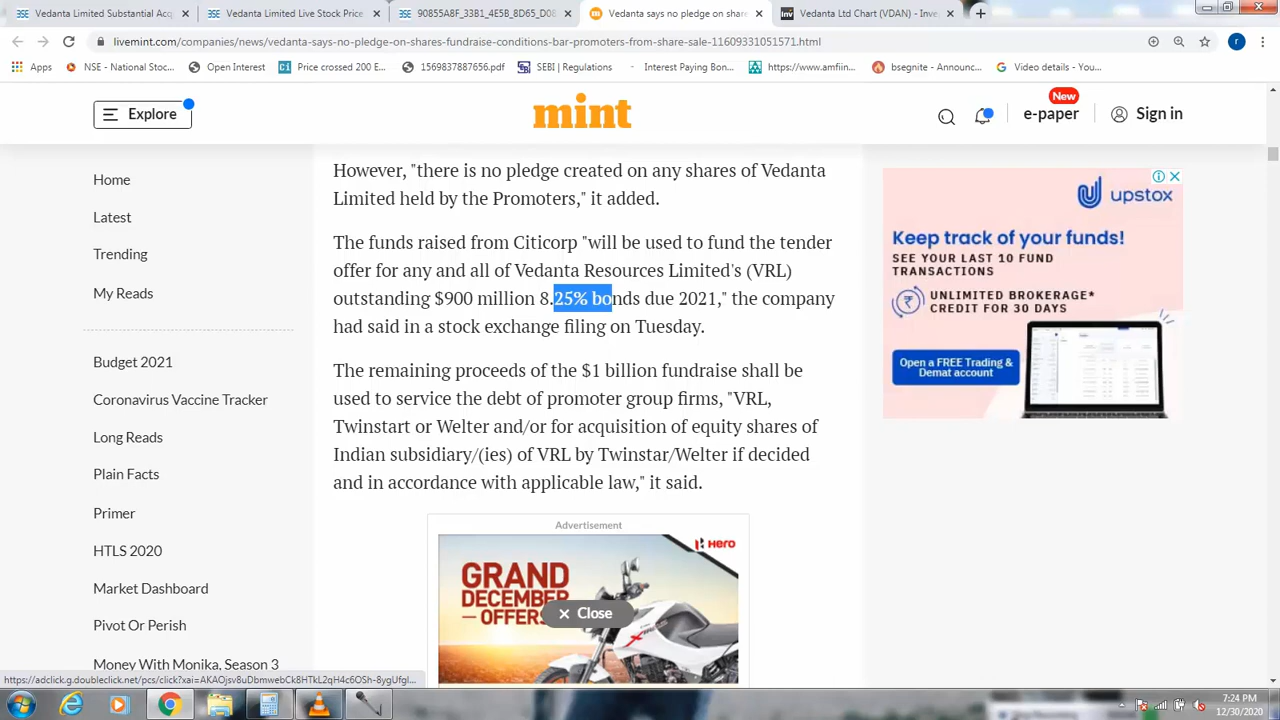 Vedanta Limited Substantial Acq
Vedanta Limited Live Stock Price
90855A8F_33B1_4E5B_8D65_D08
Vedanta says no pledge on share
Vedanta Ltd Chart (VDAN) - Inve
livemint.com/companies/news/vedanta-says-no-pledge-on-shares-fundraise-conditions-bar-promoters-from-share-sale-11609331051571.html
Apps
NSE - National Stoc...
Open Interest
Price crossed 200 E...
1569837887656.pdf
SEBI | Regulations
Interest Paying Bon...
https://www.amfiin...
bsegnite - Announc...
Video details - You...
Explore
mint
New
e-paper
Sign in
Home
Latest
Trending
My Reads
Budget 2021
Coronavirus Vaccine Tracker
Long Reads
Plain Facts
Primer
HTLS 2020
Market Dashboard
Pivot Or Perish
Money With Monika, Season 3
However, "there is no pledge created on any shares of Vedanta
Limited held by the Promoters," it added.
The funds raised from Citicorp "will be used to fund the tender
offer for any and all of Vedanta Resources Limited's (VRL)
outstanding $900 million 8.25% bonds due 2021," the company
had said in a stock exchange filing on Tuesday.
The remaining proceeds of the $1 billion fundraise shall be
used to service the debt of promoter group firms, "VRL,
Twinstart or Welter and/or for acquisition of equity shares of
Indian subsidiary/(ies) of VRL by Twinstar/Welter if decided
and in accordance with applicable law," it said.
Advertisement
Hero
GRAND
DECEMBER
OFFERS
Close
upstox
Keep track of your funds!
SEE YOUR LAST 10 FUND
TRANSACTIONS
UNLIMITED BROKERAGE*
CREDIT FOR 30 DAYS
Open a FREE Trading &
Demat account
7:24 PM
12/30/2020